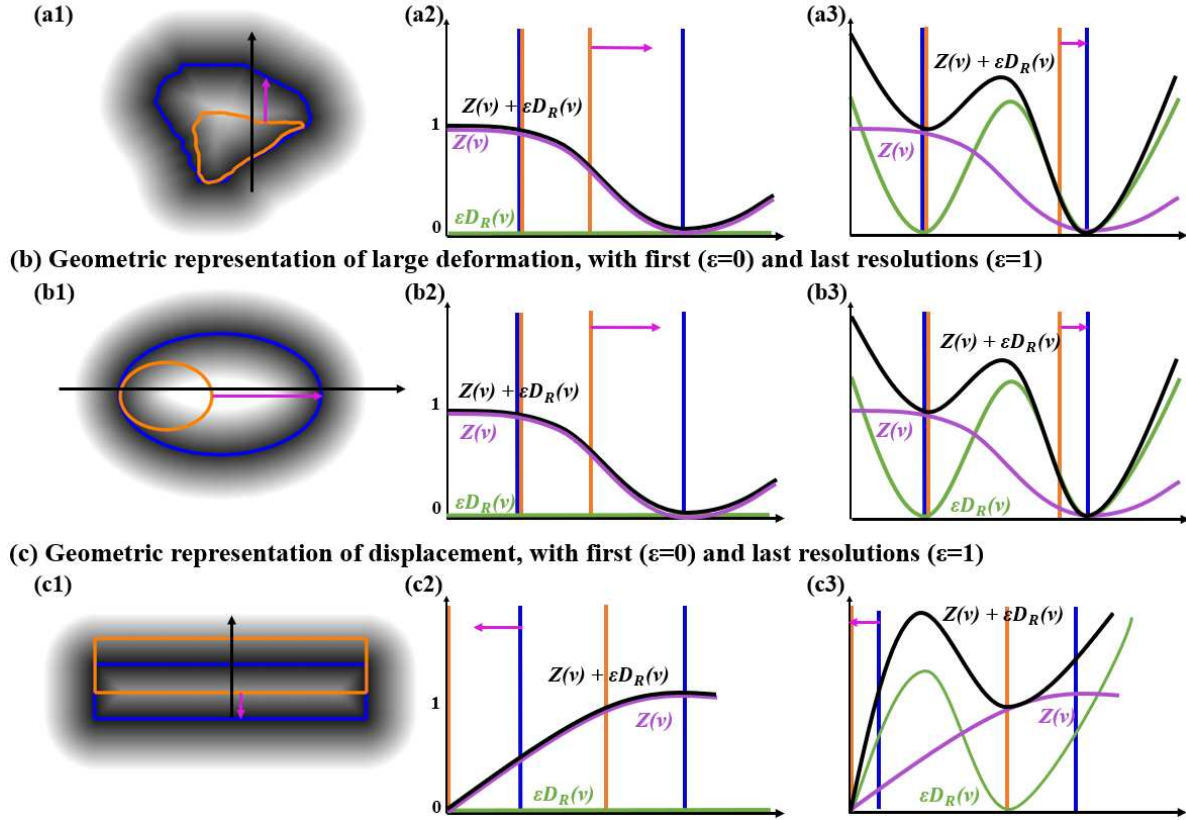 (a1)
(a2)
(a3)
Z(v) + εD_R(v)
1
Z(v)
εD_R(v)
0
Z(v) + εD_R(v)
Z(v)
(b) Geometric representation of large deformation, with first (ε=0) and last resolutions (ε=1)
(b1)
(b2)
(b3)
Z(v) + εD_R(v)
1
Z(v)
εD_R(v)
0
Z(v) + εD_R(v)
Z(v)
εD_R(v)
(c) Geometric representation of displacement, with first (ε=0) and last resolutions (ε=1)
(c1)
(c2)
(c3)
Z(v) + εD_R(v)
1
Z(v)
εD_R(v)
0
Z(v) + εD_R(v)
Z(v)
εD_R(v)